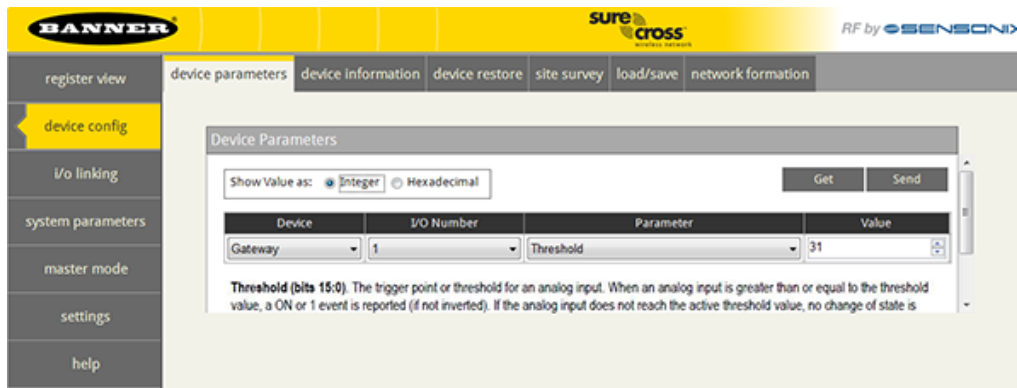 BANNER
sure cross
wireless network
RF by SENSONIX
register view
device config
i/o linking
system parameters
master mode
settings
help
device parameters device information device restore site survey load/save network formation
Device Parameters
Show Value as: Integer Hexadecimal Get Send
Device I/O Number Parameter Value
Gateway 1 Threshold 31
Threshold (bits 15:0). The trigger point or threshold for an analog input. When an analog input is greater than or equal to the threshold
value, a ON or 1 event is reported (if not inverted). If the analog input does not reach the active threshold value, no change of state is